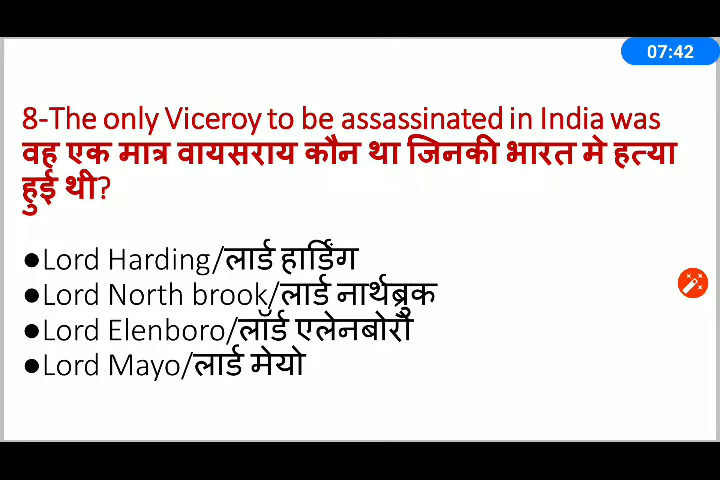 07:42
8-The only Viceroy to be assassinated in India was
वह एक मात्र वायसराय कौन था जिनकी भारत मे हत्या
हुई थी?
●Lord Harding/लार्ड हार्डिंग
●Lord North brook/लार्ड नार्थब्रुक
●Lord Elenboro/लॉर्ड एलेनबोरौ
●Lord Mayo/लार्ड मेयो